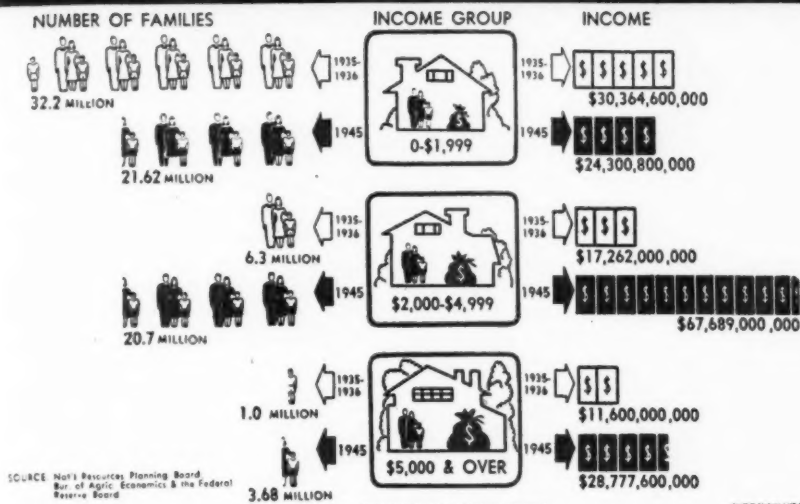 NUMBER OF FAMILIES INCOME GROUP INCOME
1935-
1936
1935-
1936
32.2 MILLION
$30,364,600,000
1945
1945
0-$1,999
21.62 MILLION
$24,300,800,000
1935-
1936
1935-
1936
6.3 MILLION
$17,262,000,000
1945
1945
$2,000-$4,999
20.7 MILLION
$67,689,000,000
1935-
1936
1935-
1936
1.0 MILLION
$11,600,000,000
1945
1945
$5,000 & OVER
3.68 MILLION
$28,777,600,000
SOURCE Nat'l Resources Planning Board
Bur. of Agric Economics & the Federal
Reserve Board